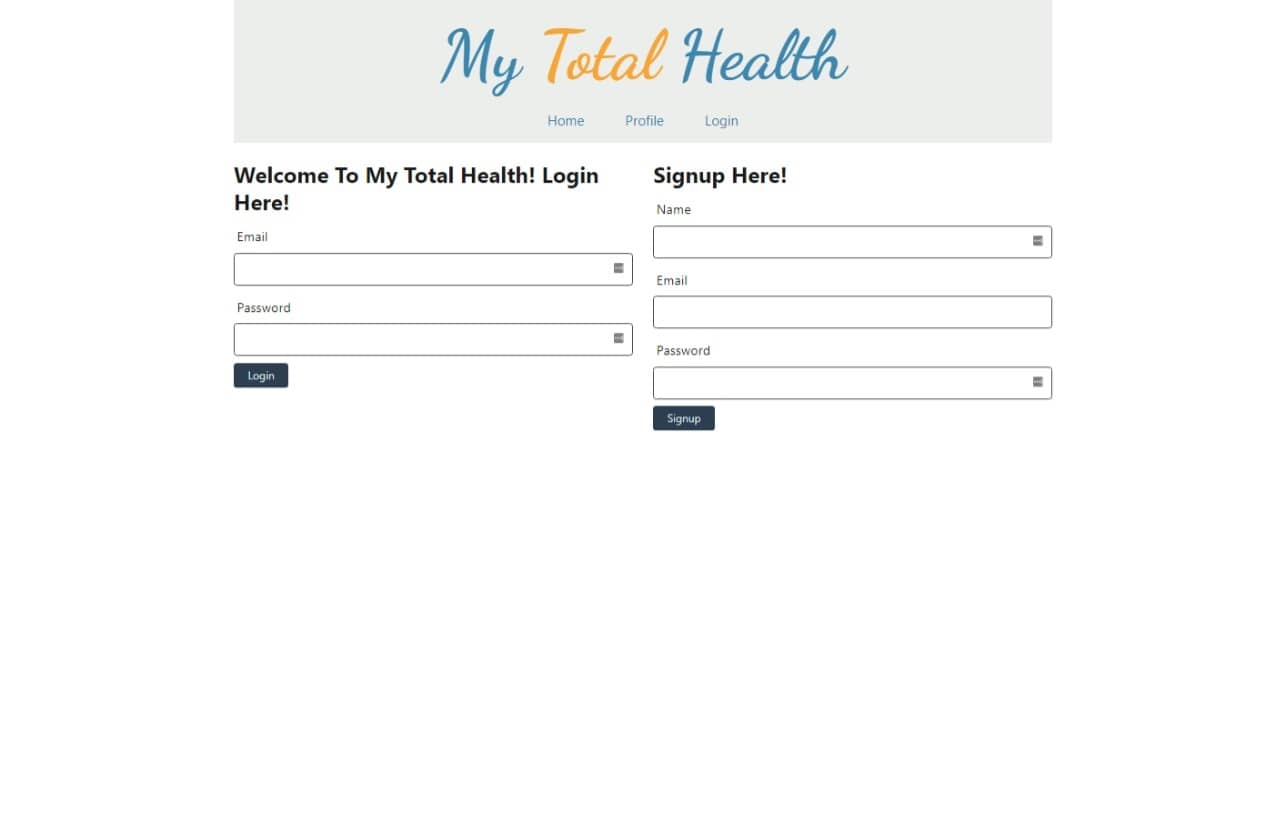 My Total Health
Home Profile Login
Welcome To My Total Health! Login
Here!
Email
Password
Login
Signup Here!
Name
Email
Password
Signup